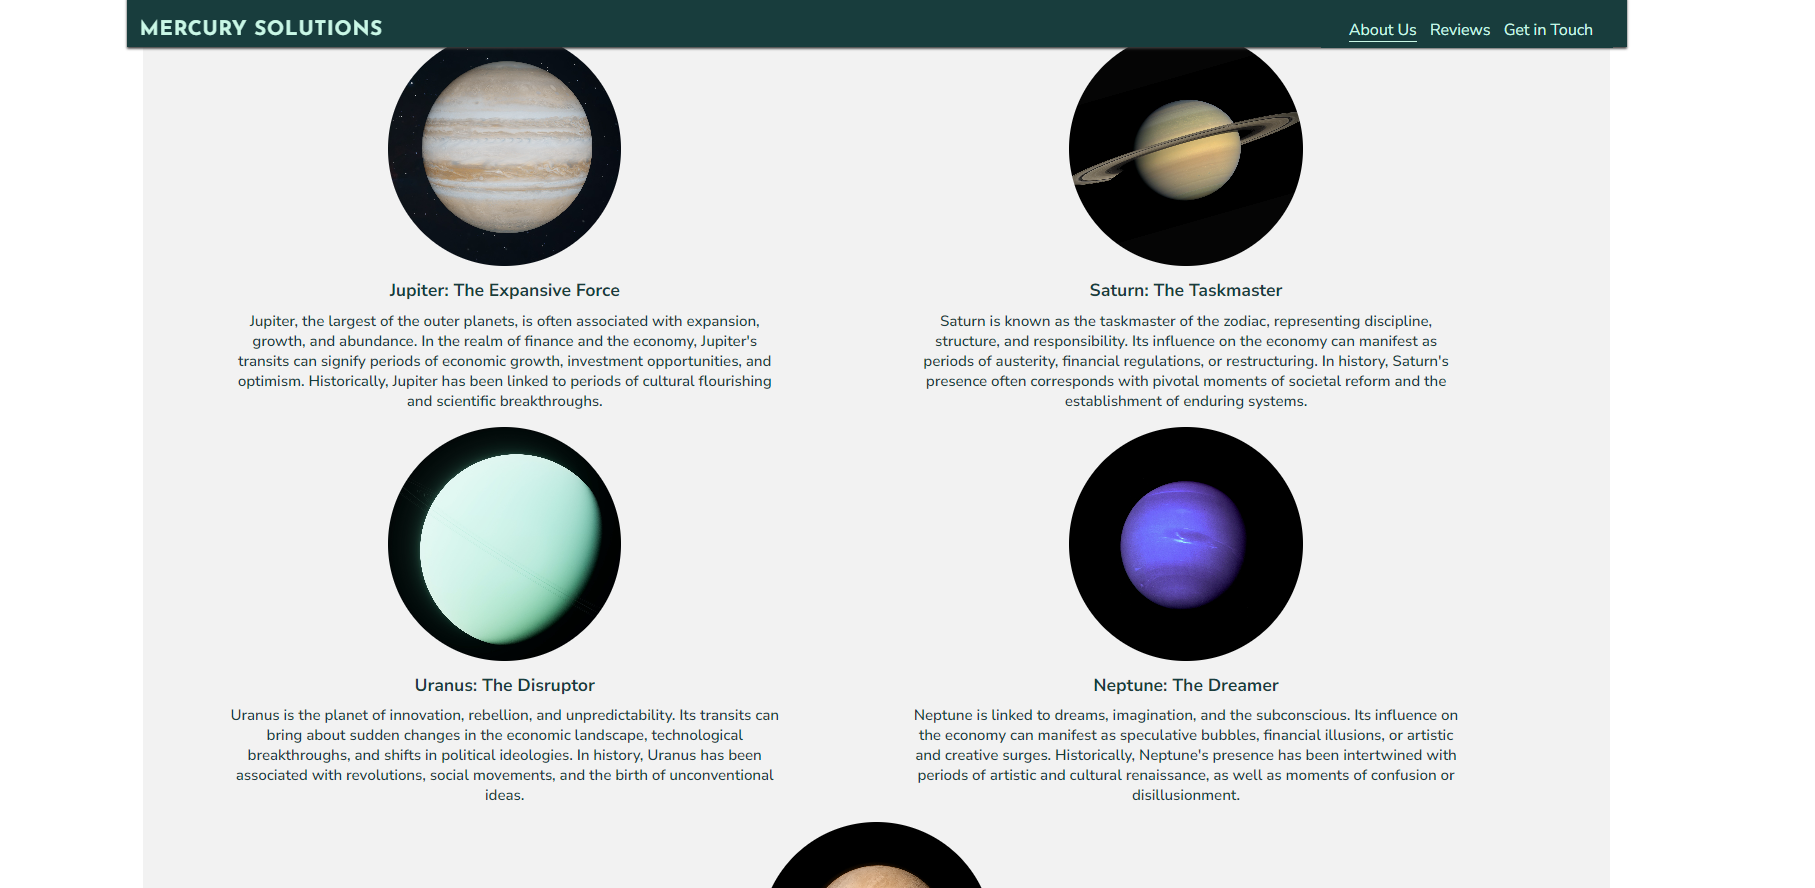 MERCURY SOLUTIONS
About Us Reviews Get in Touch
Jupiter: The Expansive Force
Jupiter, the largest of the outer planets, is often associated with expansion,
growth, and abundance. In the realm of finance and the economy, Jupiter's
transits can signify periods of economic growth, investment opportunities, and
optimism. Historically, Jupiter has been linked to periods of cultural flourishing
and scientific breakthroughs.
Saturn: The Taskmaster
Saturn is known as the taskmaster of the zodiac, representing discipline,
structure, and responsibility. Its influence on the economy can manifest as
periods of austerity, financial regulations, or restructuring. In history, Saturn's
presence often corresponds with pivotal moments of societal reform and the
establishment of enduring systems.
Uranus: The Disruptor
Uranus is the planet of innovation, rebellion, and unpredictability. Its transits can
bring about sudden changes in the economic landscape, technological
breakthroughs, and shifts in political ideologies. In history, Uranus has been
associated with revolutions, social movements, and the birth of unconventional
ideas.
Neptune: The Dreamer
Neptune is linked to dreams, imagination, and the subconscious. Its influence on
the economy can manifest as speculative bubbles, financial illusions, or artistic
and creative surges. Historically, Neptune's presence has been intertwined with
periods of artistic and cultural renaissance, as well as moments of confusion or
disillusionment.